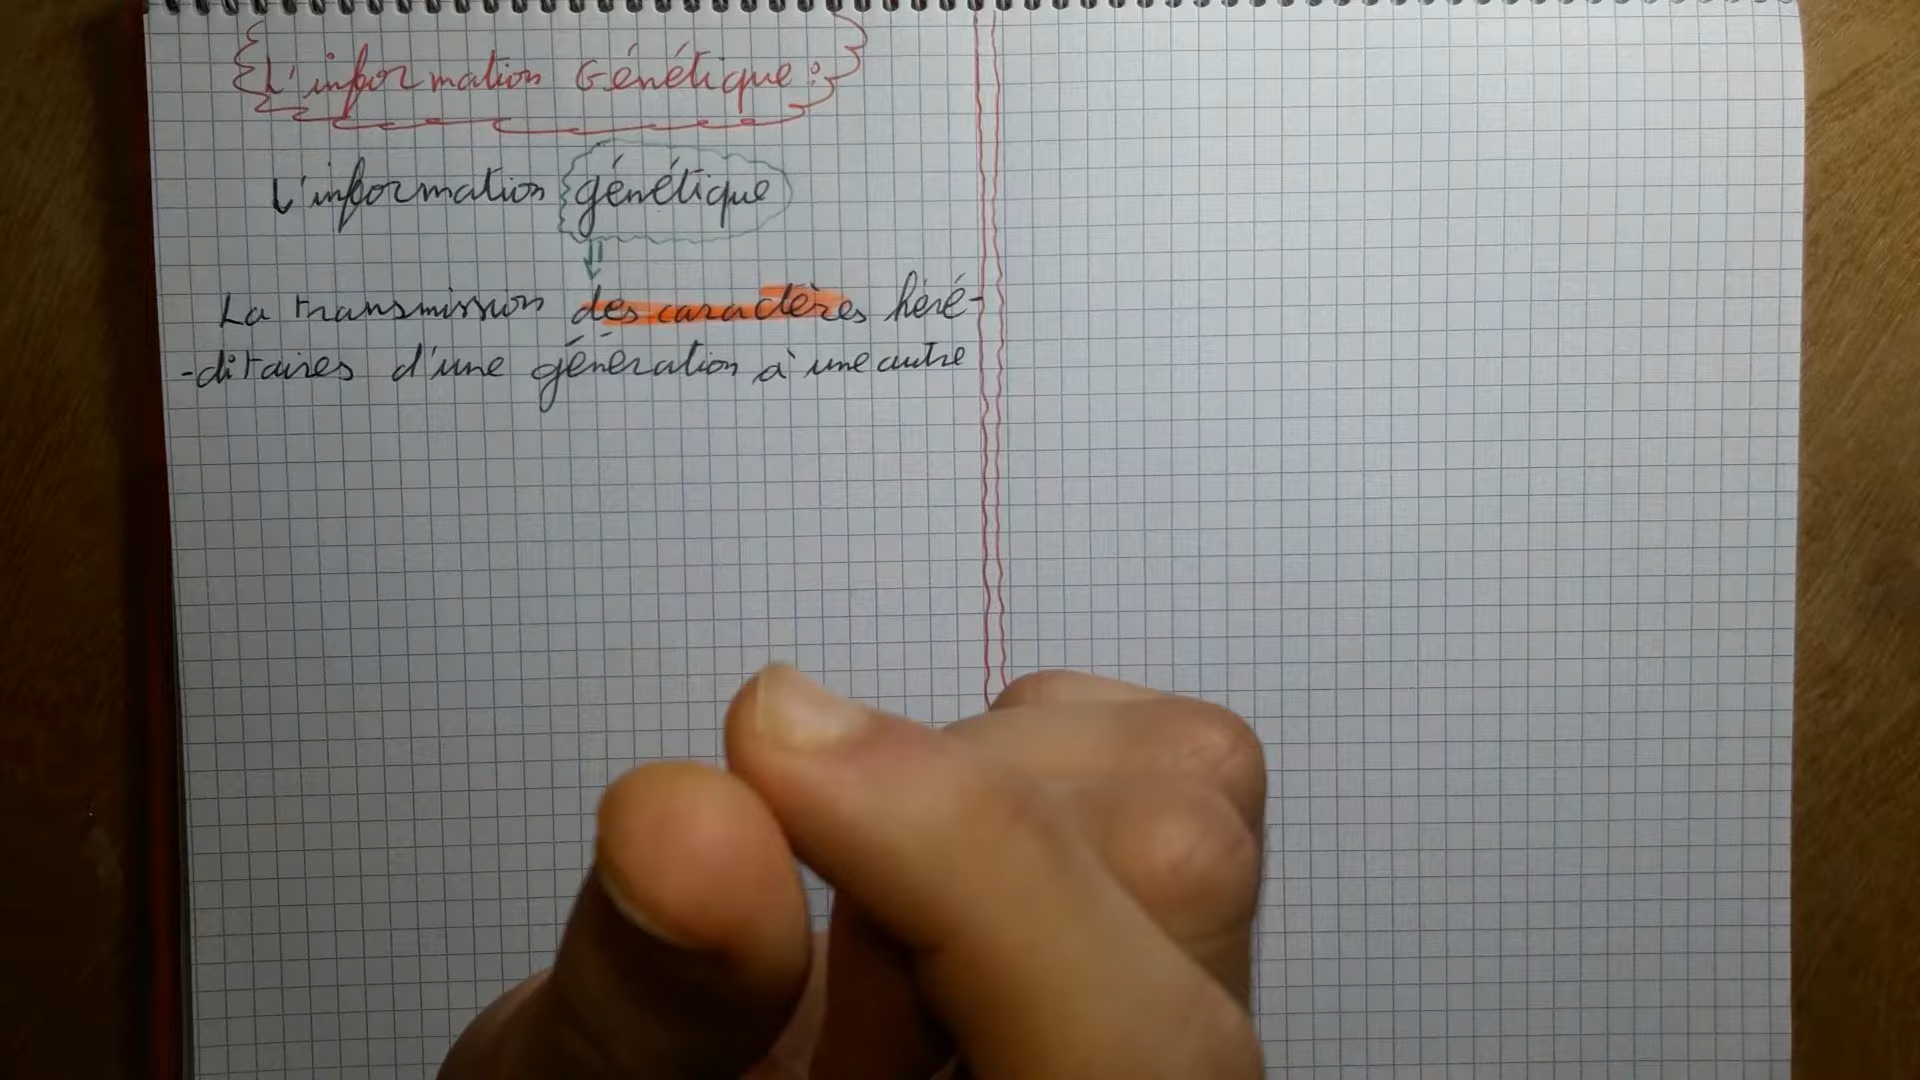 L'information Génétique :
L'information génétique
La transmission des caractères héré-
-ditaires d'une génération à une autre